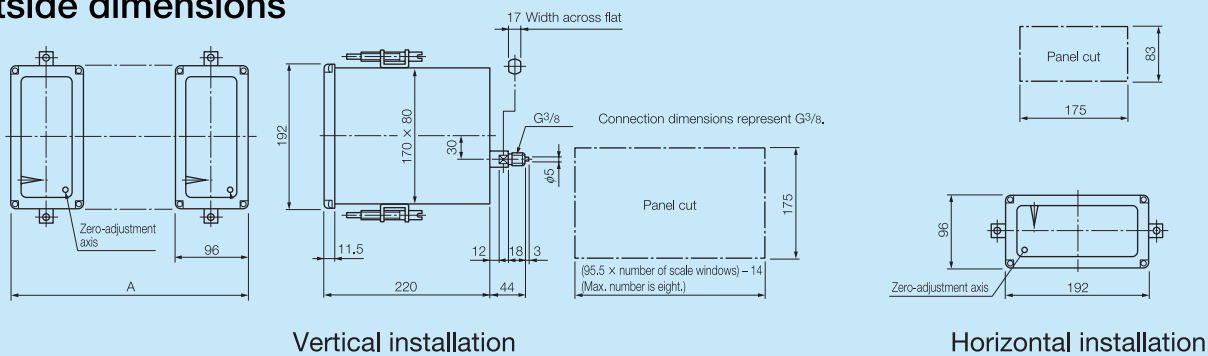 tside dimensions
17 Width across flat
192
170 × 80
30
G3/8
Connection dimensions represent G3/8.
φ5
Zero-adjustment
axis
96
A
11.5
12
18
3
220
44
Panel cut
175
(95.5 × number of scale windows) – 14
(Max. number is eight.)
Vertical installation
Panel cut
83
175
96
Zero-adjustment axis
192
Horizontal installation